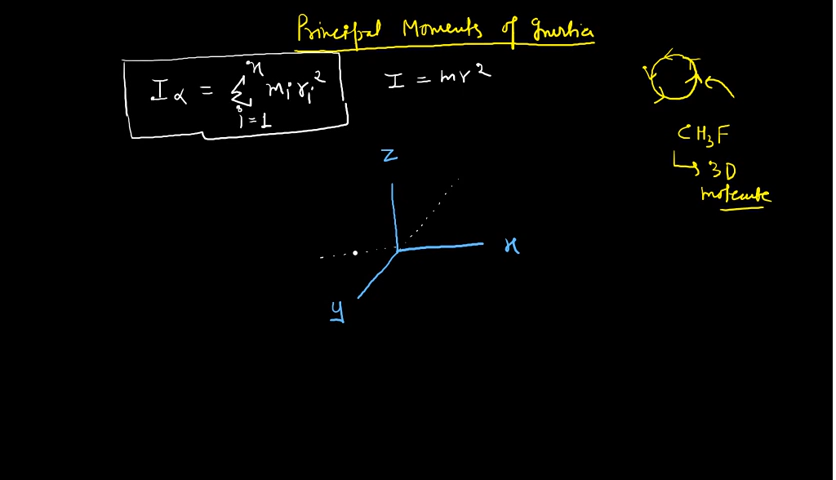 Principal Moments of Inertia
Iα = Σ mᵢrᵢ²
n
i=1
I = mr²
CH₃F
↳ 3D
molecule
z
x
y